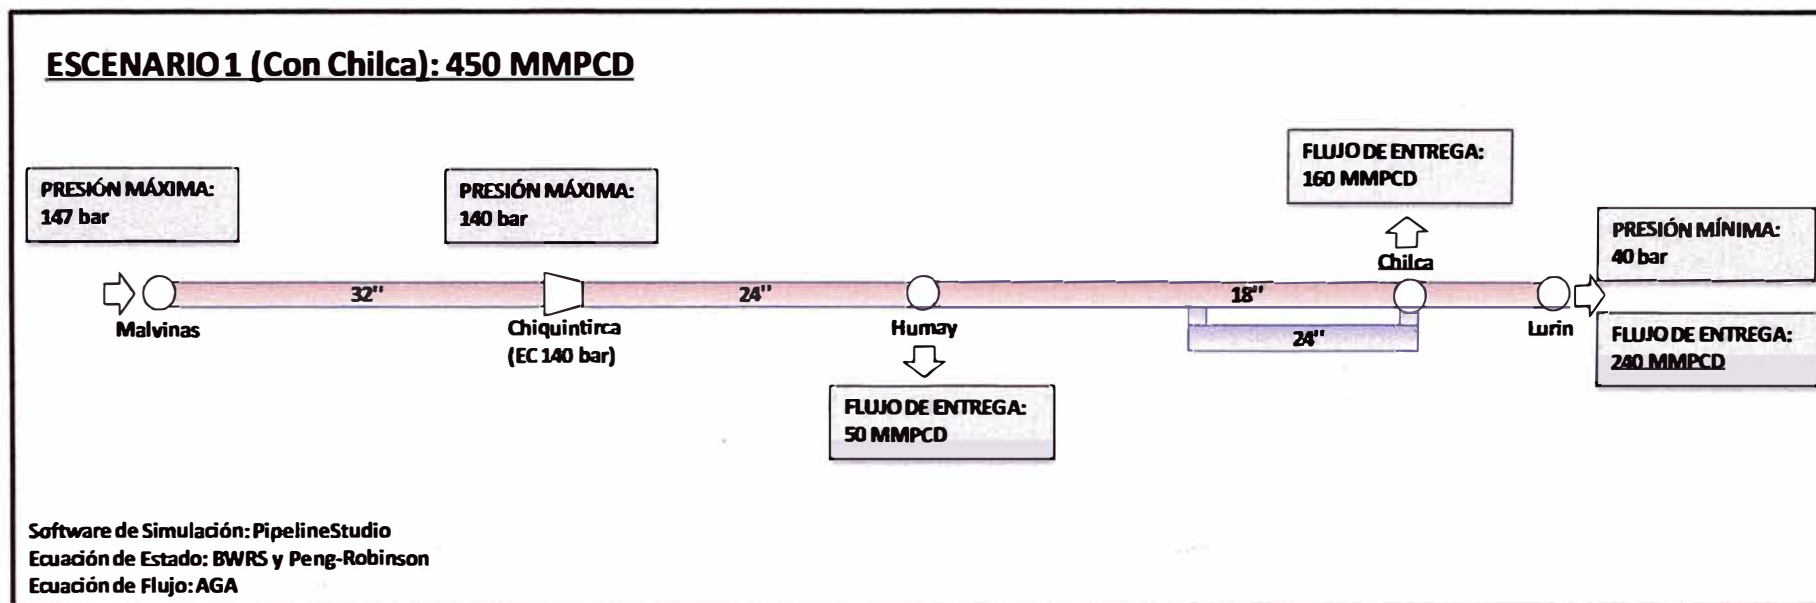 ESCENARIO 1 (Con Chilca): 450 MMPCD
FLUJO DE ENTREGA:
160 MMPCD
PRESIÓN MÁXIMA:
147 bar
PRESIÓN MÁXIMA:
140 bar
PRESIÓN MÍNIMA:
40 bar
Chilca
32"
24"
18"
Malvinas
Chiquintirca
(EC 140 bar)
Humay
24"
Lurin
FLUJO DE ENTREGA:
240 MMPCD
FLUJO DE ENTREGA:
50 MMPCD
Software de Simulación: PipelineStudio
Ecuación de Estado: BWRS y Peng-Robinson
Ecuación de Flujo: AGA